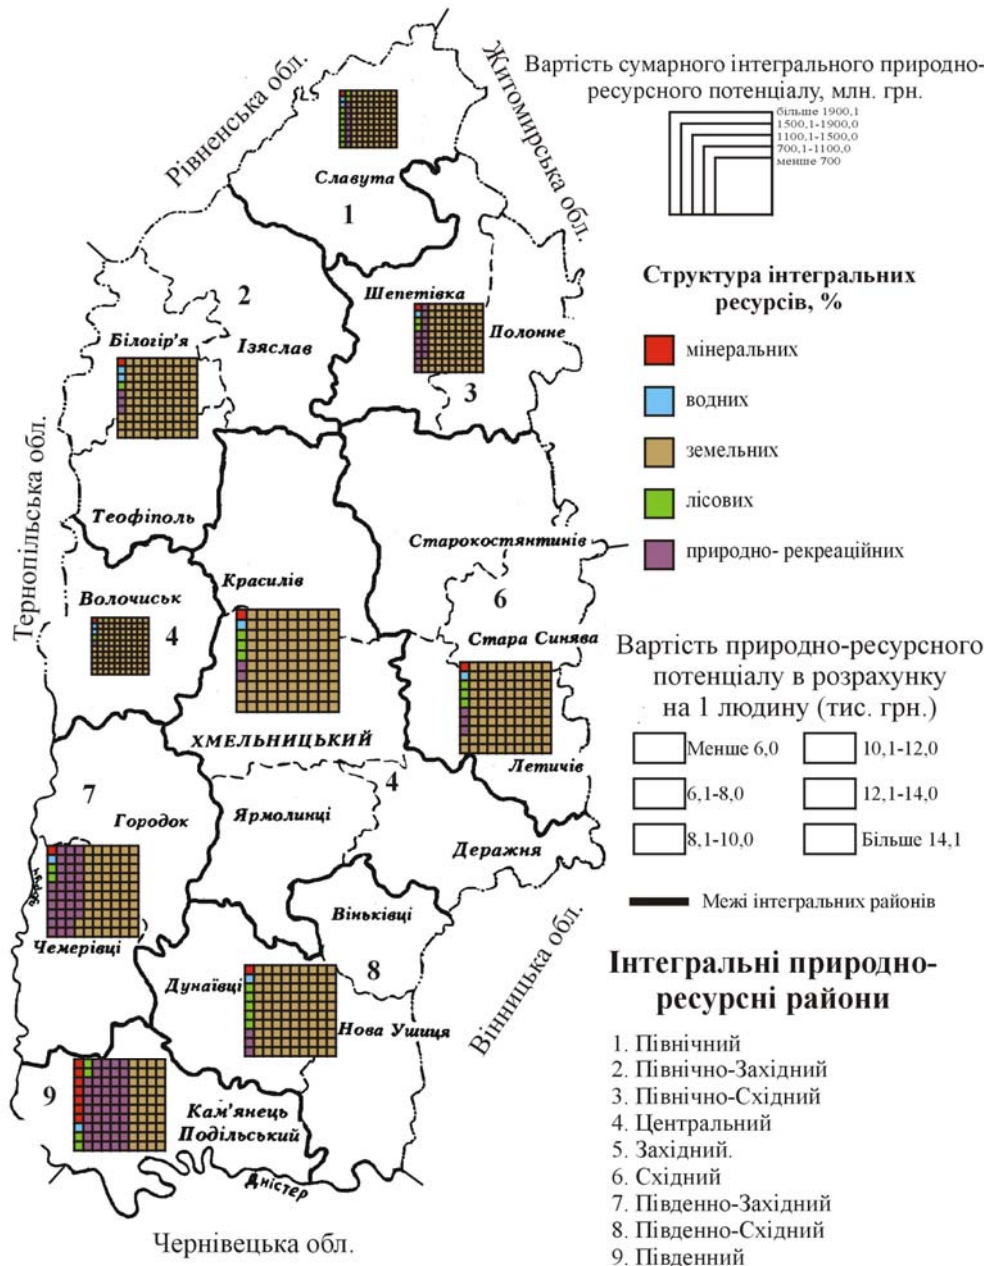 Рівненська обл.
Житомирська обл.
Вартість сумарного інтегрального природно-
ресурсного потенціалу, млн. грн.
більше 1900,1
1500,1-1900,0
1100,1-1500,0
700,1-1100,0
менше 700
Славута
1
Структура інтегральних
ресурсів, %
мінеральних
водних
земельних
лісових
природно- рекреаційних
2
Шепетівка
Полонне
Білогір'я
Ізяслав
3
Тернопільська обл.
Теофіполь
Старокостянтинів
Волочиськ
4
Красилів
6
Стара Синява
Вартість природно-ресурсного
потенціалу в розрахунку
на 1 людину (тис. грн.)
Менше 6,0
10,1-12,0
6,1-8,0
12,1-14,0
8,1-10,0
Більше 14,1
Межі інтегральних районів
ХМЕЛЬНИЦЬКИЙ
Летичів
7
4
Городок
Ярмолинці
Деражня
Збруч
Віньківці
Чемерівці
8
Дунаївці
Нова Ушиця
Вінницька обл.
9
Кам'янець
Подільський
Дністер
Чернівецька обл.
Інтегральні природно-
ресурсні райони
1. Північний
2. Північно-Західний
3. Північно-Східний
4. Центральний
5. Західний.
6. Східний
7. Південно-Західний
8. Південно-Східний
9. Південний